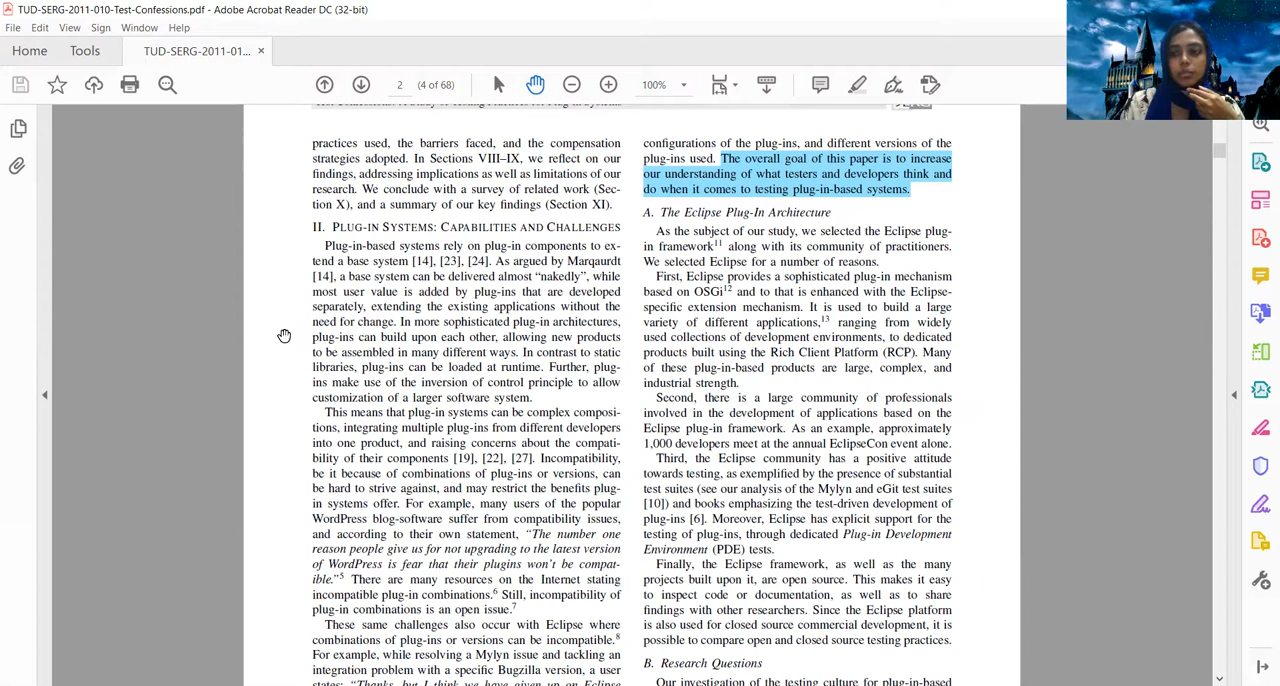 TUD-SERG-2011-010-Test-Confessions.pdf - Adobe Acrobat Reader DC (32-bit)
File Edit View Sign Window Help
Home Tools TUD-SERG-2011-01... ×
2 (4 of 68) 100%
practices used, the barriers faced, and the compensation
strategies adopted. In Sections VIII–IX, we reflect on our
findings, addressing implications as well as limitations of our
research. We conclude with a survey of related work (Sec-
tion X), and a summary of our key findings (Section XI).
II. PLUG-IN SYSTEMS: CAPABILITIES AND CHALLENGES
Plug-in-based systems rely on plug-in components to ex-
tend a base system [14], [23], [24]. As argued by Marquardt
[14], a base system can be delivered almost “nakedly”, while
most user value is added by plug-ins that are developed
separately, extending the existing applications without the
need for change. In more sophisticated plug-in architectures,
plug-ins can build upon each other, allowing new products
to be assembled in many different ways. In contrast to static
libraries, plug-ins can be loaded at runtime. Further, plug-
ins make use of the inversion of control principle to allow
customization of a larger software system.
This means that plug-in systems can be complex composi-
tions, integrating multiple plug-ins from different developers
into one product, and raising concerns about the compati-
bility of their components [19], [22], [27]. Incompatibility,
be it because of combinations of plug-ins or versions, can
be hard to strive against, and may restrict the benefits plug-
in systems offer. For example, many users of the popular
WordPress blog-software suffer from compatibility issues,
and according to their own statement, “The number one
reason people give us for not upgrading to the latest version
of WordPress is fear that their plugins won’t be compat-
ible.”5 There are many resources on the Internet stating
incompatible plug-in combinations.6 Still, incompatibility of
plug-in combinations is an open issue.7
These same challenges also occur with Eclipse where
combinations of plug-ins or versions can be incompatible.8
For example, while resolving a Mylyn issue and tackling an
integration problem with a specific Bugzilla version, a user
states: “Thanks, but I think we have given up on Eclipse
configurations of the plug-ins, and different versions of the
plug-ins used. The overall goal of this paper is to increase
our understanding of what testers and developers think and
do when it comes to testing plug-in-based systems.
A. The Eclipse Plug-In Architecture
As the subject of our study, we selected the Eclipse plug-
in framework11 along with its community of practitioners.
We selected Eclipse for a number of reasons.
First, Eclipse provides a sophisticated plug-in mechanism
based on OSGi12 and to that is enhanced with the Eclipse-
specific extension mechanism. It is used to build a large
variety of different applications,13 ranging from widely
used collections of development environments, to dedicated
products built using the Rich Client Platform (RCP). Many
of these plug-in-based products are large, complex, and
industrial strength.
Second, there is a large community of professionals
involved in the development of applications based on the
Eclipse plug-in framework. As an example, approximately
1,000 developers meet at the annual EclipseCon event alone.
Third, the Eclipse community has a positive attitude
towards testing, as exemplified by the presence of substantial
test suites (see our analysis of the Mylyn and eGit test suites
[10]) and books emphasizing the test-driven development of
plug-ins [6]. Moreover, Eclipse has explicit support for the
testing of plug-ins, through dedicated Plug-in Development
Environment (PDE) tests.
Finally, the Eclipse framework, as well as the many
projects built upon it, are open source. This makes it easy
to inspect code or documentation, as well as to share
findings with other researchers. Since the Eclipse platform
is also used for closed source commercial development, it is
possible to compare open and closed source testing practices.
B. Research Questions
Our investigation of the testing culture for plug-in-based